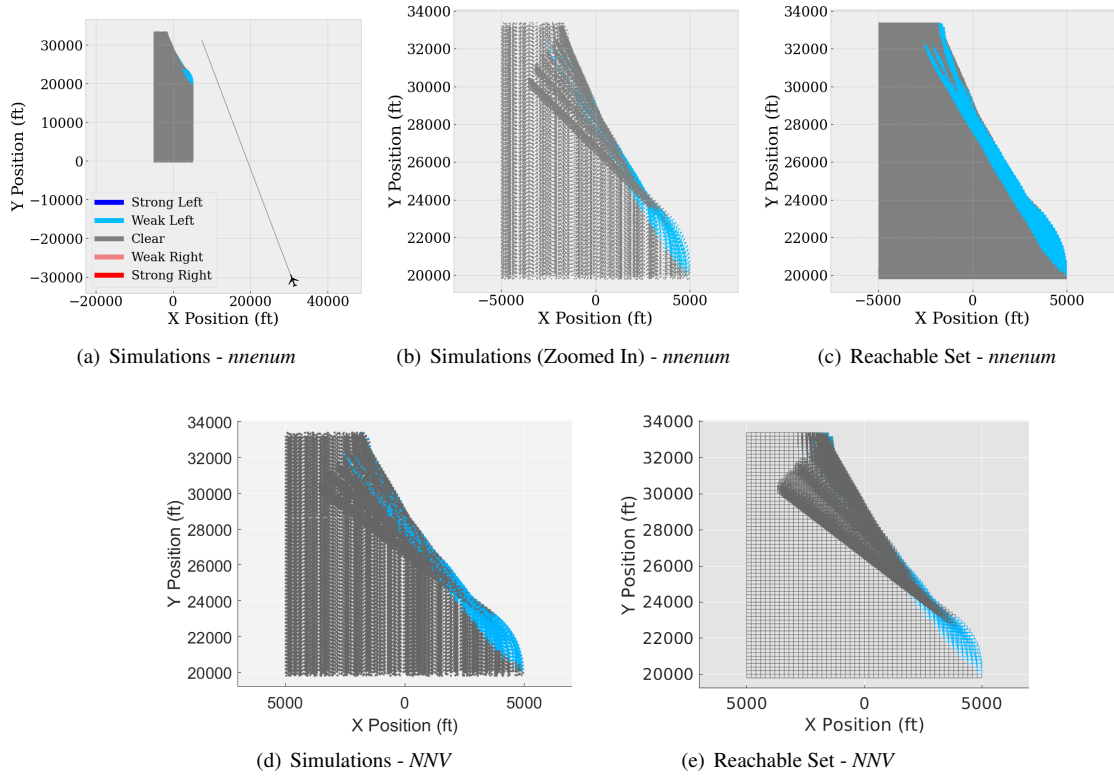 30000
20000
10000
0
−10000
−20000
−30000
Y Position (ft)
Strong Left
Weak Left
Clear
Weak Right
Strong Right
−20000 0 20000 40000
X Position (ft)
(a) Simulations - nnenum
34000
32000
30000
28000
26000
24000
22000
20000
Y Position (ft)
−5000 0 5000
X Position (ft)
(b) Simulations (Zoomed In) - nnenum
34000
32000
30000
28000
26000
24000
22000
20000
Y Position (ft)
−5000 0 5000
X Position (ft)
(c) Reachable Set - nnenum
34000
32000
30000
28000
26000
24000
22000
20000
Y Position (ft)
5000 0 5000
X Position (ft)
(d) Simulations - NNV
34000
32000
30000
28000
26000
24000
22000
20000
Y Position (ft)
5000 0 5000
X Position (ft)
(e) Reachable Set - NNV